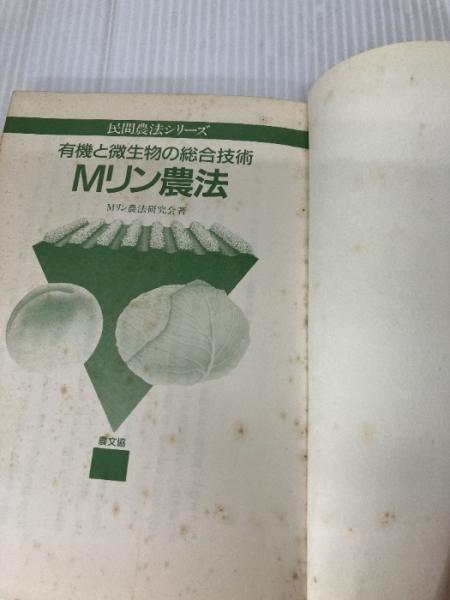 民間農法シリーズ
有機と微生物の総合技術
Mリン農法
Mリン農法研究会著
農文協